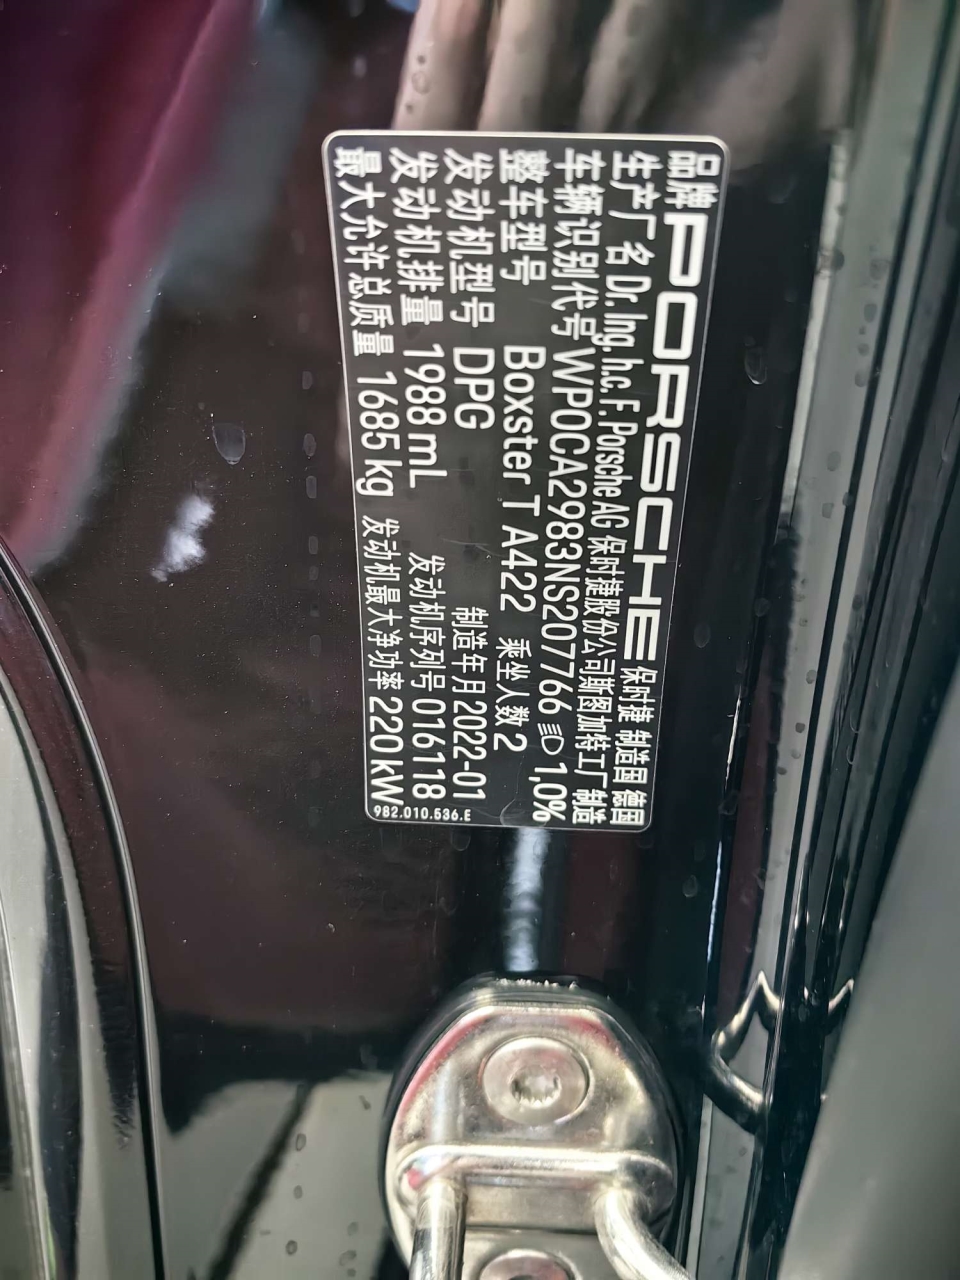 品牌 PORSCHE 保时捷 制造国 德国
生产厂名 Dr. Ing. h.c. F. Porsche AG 保时捷股份公司斯图加特工厂制造
车辆识别代号 WP0CA2983NS207766 1,0%
整车型号 Boxster T A422 乘坐人数 2
发动机型号 DPG 制造年月 2022-01
发动机排量 1988 mL 发动机序列号 016118
最大允许总质量 1685 kg 发动机最大净功率 220 kW
982.010.536.E